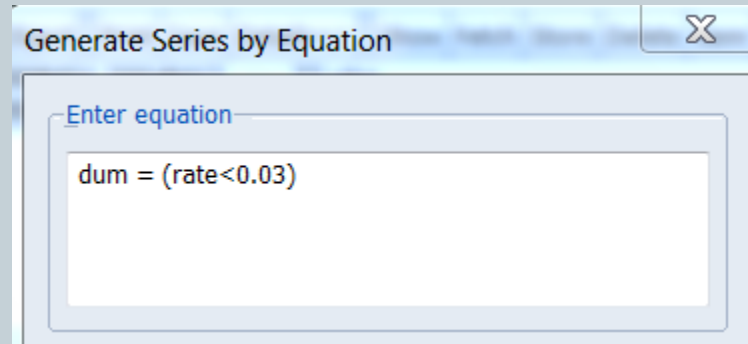 Generate Series by Equation
Enter equation
dum = (rate<0.03)